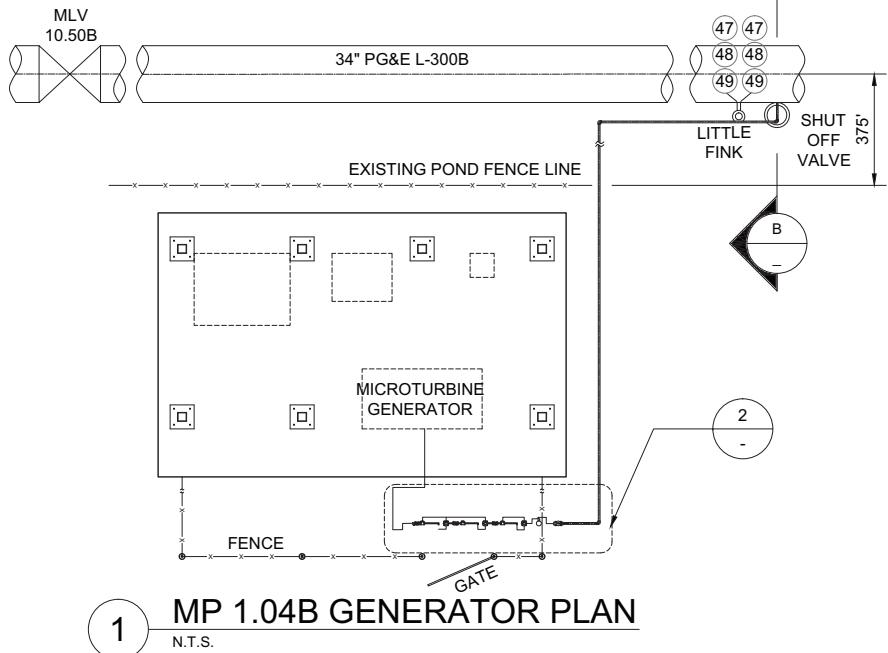 MLV
10.50B
34" PG&E L-300B
47 47
48 48
49 49
LITTLE
FINK
SHUT
OFF
VALVE
375'
EXISTING POND FENCE LINE
B
_
MICROTURBINE
GENERATOR
2
-
FENCE
GATE
1
MP 1.04B GENERATOR PLAN
N.T.S.